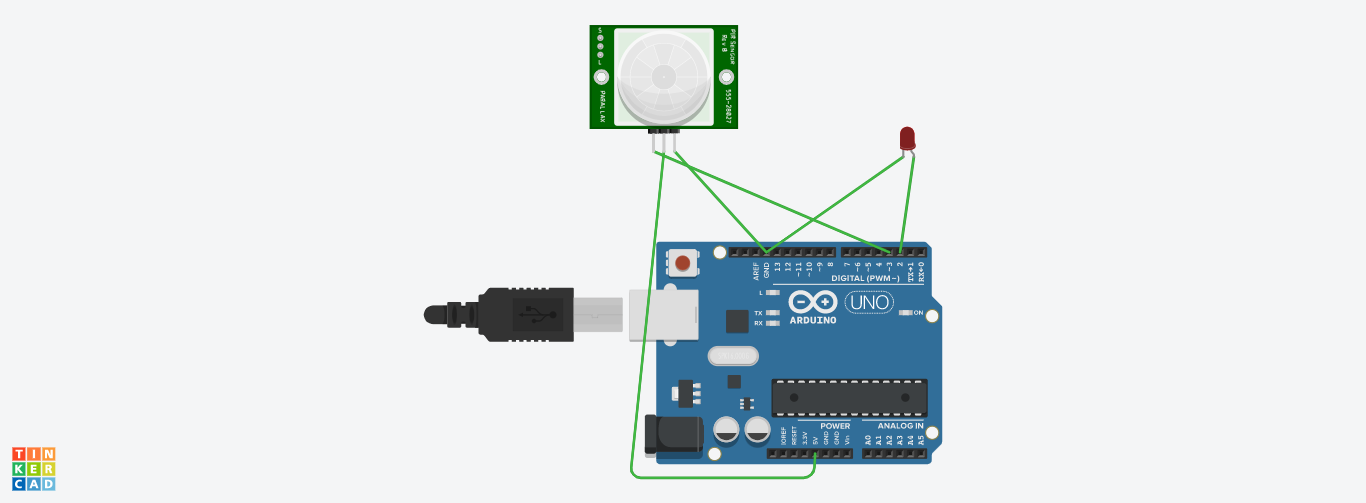 S
L
PARALLAX
PIR Sensor
Rev B
555-28027
AREF
GND
13
12
~11
~10
~9
8
7
~6
~5
4
~3
2
TX→1
RX←0
DIGITAL (PWM~)
L
TX
RX
ARDUINO
UNO
ON
POWER
ANALOG IN
IOREF
RESET
3.3V
5V
GND
GND
Vin
A0
A1
A2
A3
A4
A5
TIN
KER
CAD